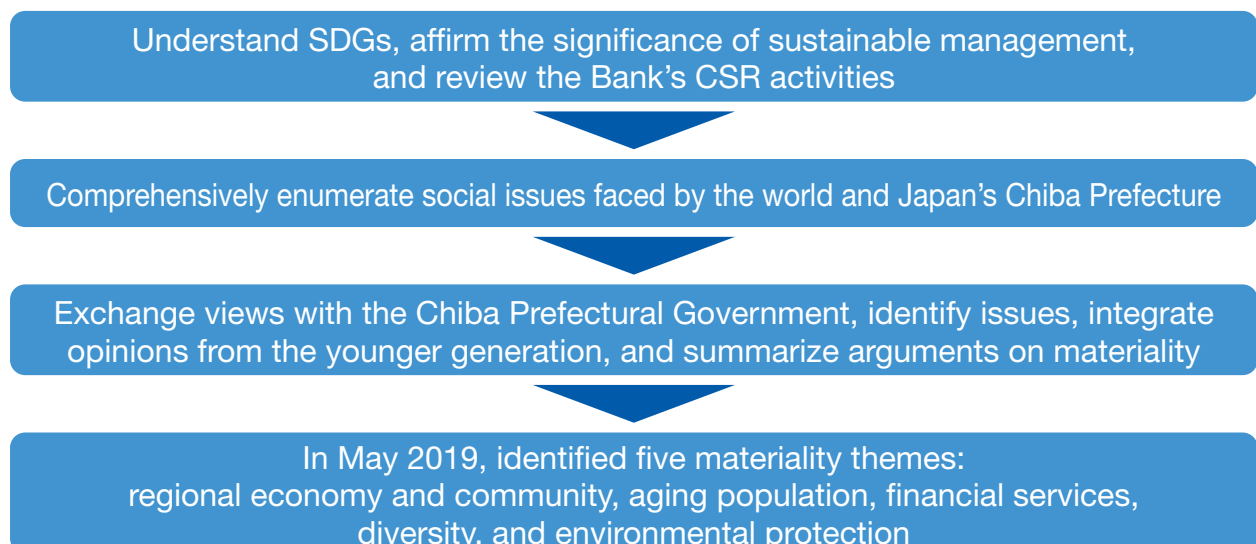 Understand SDGs, affirm the significance of sustainable management,
and review the Bank's CSR activities
Comprehensively enumerate social issues faced by the world and Japan's Chiba Prefecture
Exchange views with the Chiba Prefectural Government, identify issues, integrate
opinions from the younger generation, and summarize arguments on materiality
In May 2019, identified five materiality themes:
regional economy and community, aging population, financial services,
diversity, and environmental protection